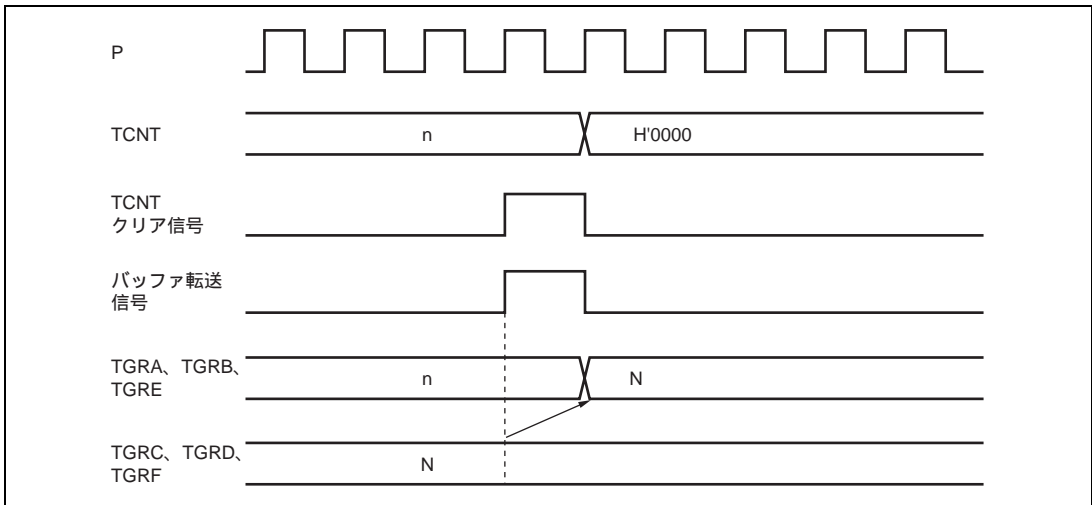 P
TCNT
n
H'0000
TCNT
クリア信号
バッファ転送
信号
TGRA、TGRB、
TGRE
n
N
TGRC、TGRD、
TGRF
N